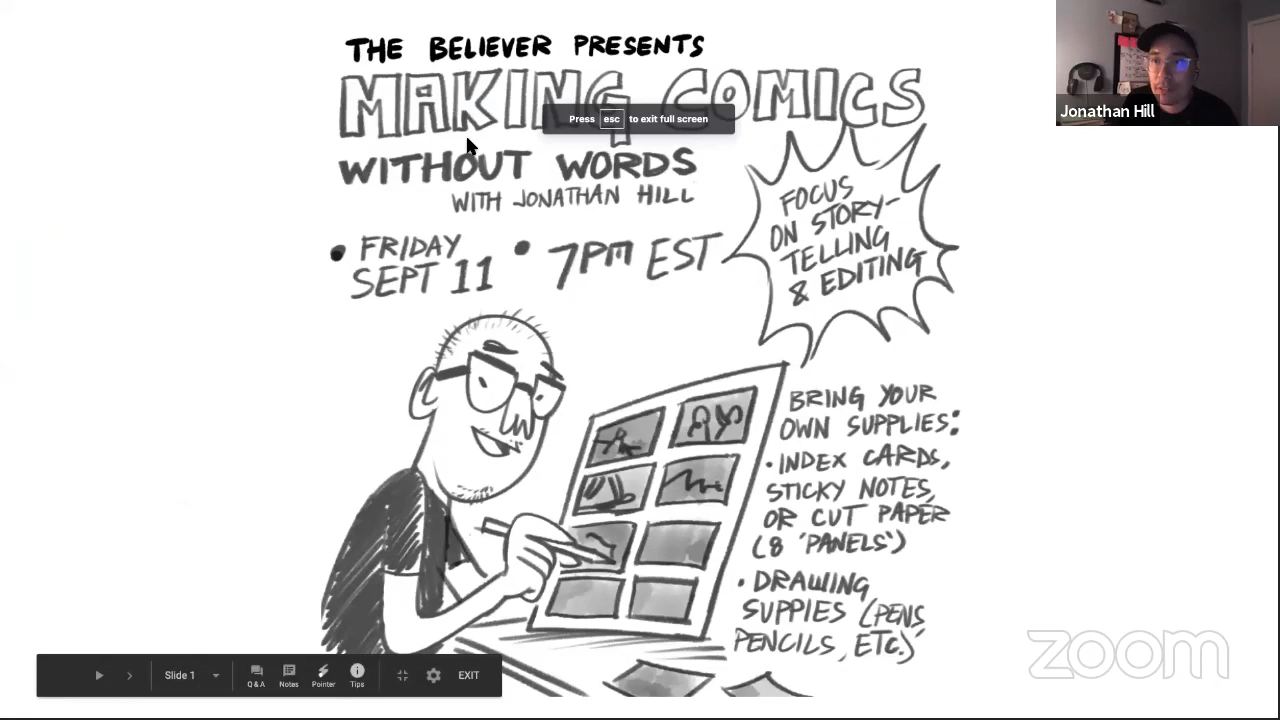 THE BELIEVER PRESENTS
MAKING COMICS
Press esc to exit full screen
WITHOUT WORDS
WITH JONATHAN HILL
• FRIDAY
SEPT 11
• 7PM EST
FOCUS
ON STORY-
TELLING
& EDITING
BRING YOUR
OWN SUPPLIES:
• INDEX CARDS,
STICKY NOTES,
OR CUT PAPER
(8 'PANELS')
• DRAWING
SUPPIES (PENS
PENCILS, ETC.)
Jonathan Hill
Slide 1
Q & A
Notes
Pointer
Tips
EXIT
zoom